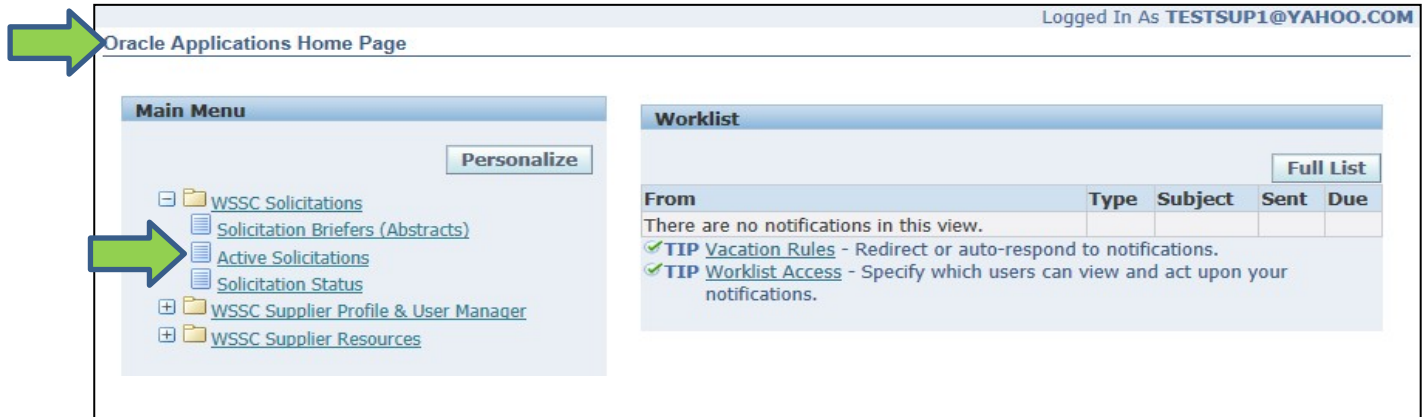 Logged In As TESTSUP1@YAHOO.COM
Oracle Applications Home Page
Main Menu
Personalize
WSSC Solicitations
Solicitation Briefers (Abstracts)
Active Solicitations
Solicitation Status
WSSC Supplier Profile & User Manager
WSSC Supplier Resources
Worklist
Full List
From Type Subject Sent Due
There are no notifications in this view.
TIP Vacation Rules - Redirect or auto-respond to notifications.
TIP Worklist Access - Specify which users can view and act upon your
notifications.